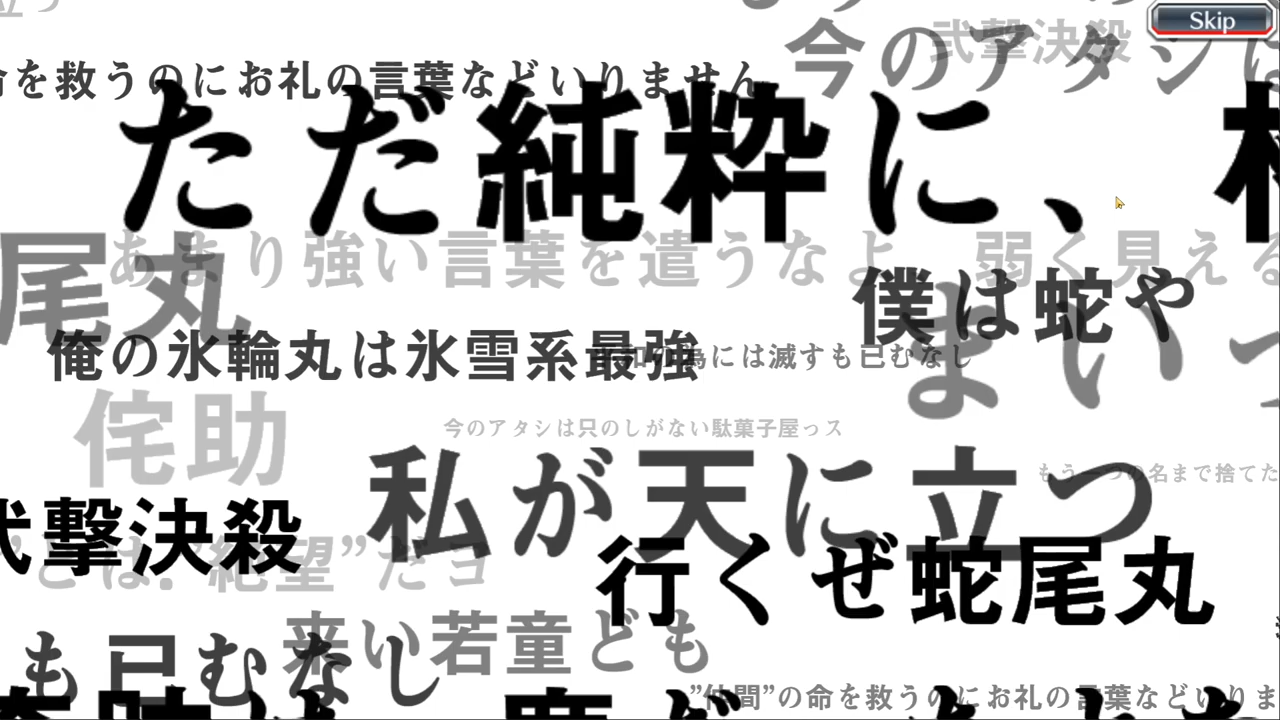 Skip
今のアタシは
武撃決殺
命を救うのにお礼の言葉などいりません
ただ純粋に、
あまり強い言葉を遣うなよ 弱く見える
尾丸
僕は蛇や
まいっ
俺の氷輪丸は氷雪系最強
には滅すも已むなし
侘助
今のアタシは只のしがない駄菓子屋っス
私が天に立つ
名まで捨てた
武撃決殺
とは.”絶望”だヨ
行くぜ蛇尾丸
来い若童ども
も已むなし
”仲間”の命を救うのにお礼の言葉などいりま